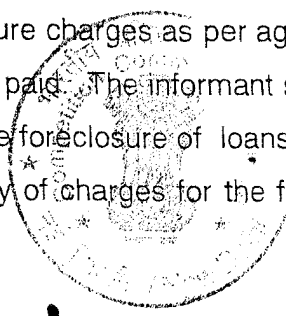 ure charges as per ag
paid. The informant s
e foreclosure of loans
y of charges for the f